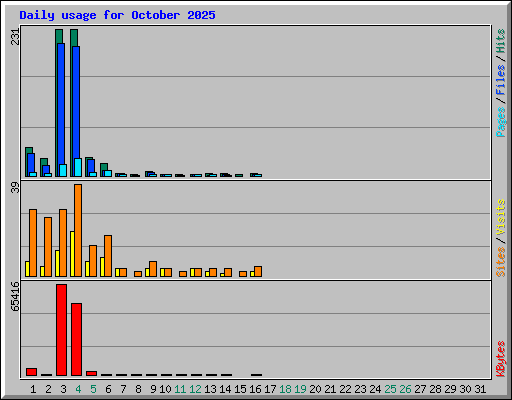 Daily usage for October 2025
231
Pages / Files / Hits
39
Sites / Visits
65416
KBytes
1 2 3 4 5 6 7 8 9 10 11 12 13 14 15 16 17 18 19 20 21 22 23 24 25 26 27 28 29 30 31